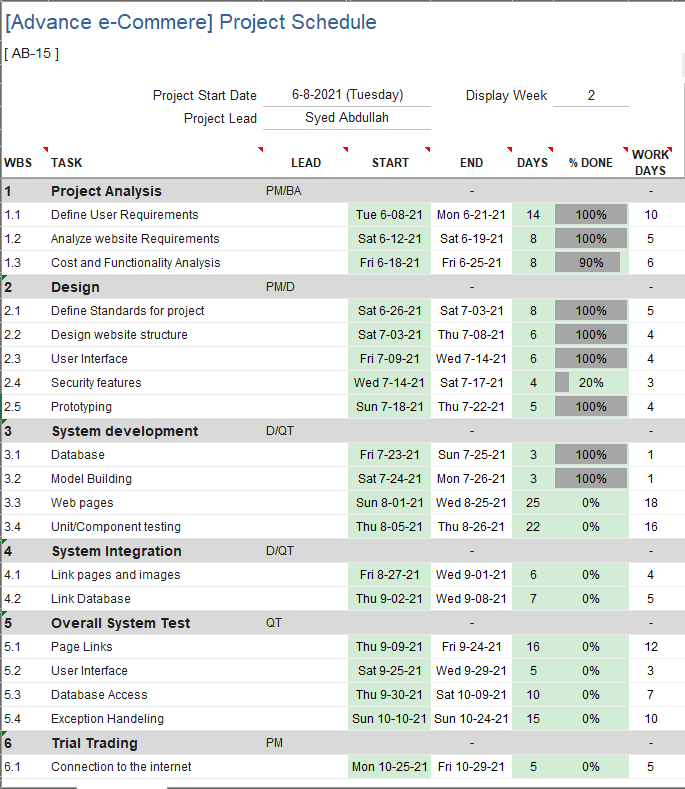 [Advance e-Commere] Project Schedule
[ AB-15 ]
Project Start Date 6-8-2021 (Tuesday) Display Week 2
Project Lead Syed Abdullah
WBS TASK LEAD START END DAYS % DONE WORK DAYS
1 Project Analysis PM/BA - -
1.1 Define User Requirements Tue 6-08-21 Mon 6-21-21 14 100% 10
1.2 Analyze website Requirements Sat 6-12-21 Sat 6-19-21 8 100% 5
1.3 Cost and Functionality Analysis Fri 6-18-21 Fri 6-25-21 8 90% 6
2 Design PM/D - -
2.1 Define Standards for project Sat 6-26-21 Sat 7-03-21 8 100% 5
2.2 Design website structure Sat 7-03-21 Thu 7-08-21 6 100% 4
2.3 User Interface Fri 7-09-21 Wed 7-14-21 6 100% 4
2.4 Security features Wed 7-14-21 Sat 7-17-21 4 20% 3
2.5 Prototyping Sun 7-18-21 Thu 7-22-21 5 100% 4
3 System development D/QT - -
3.1 Database Fri 7-23-21 Sun 7-25-21 3 100% 1
3.2 Model Building Sat 7-24-21 Mon 7-26-21 3 100% 1
3.3 Web pages Sun 8-01-21 Wed 8-25-21 25 0% 18
3.4 Unit/Component testing Thu 8-05-21 Thu 8-26-21 22 0% 16
4 System Integration D/QT - -
4.1 Link pages and images Fri 8-27-21 Wed 9-01-21 6 0% 4
4.2 Link Database Thu 9-02-21 Wed 9-08-21 7 0% 5
5 Overall System Test QT - -
5.1 Page Links Thu 9-09-21 Fri 9-24-21 16 0% 12
5.2 User Interface Sat 9-25-21 Wed 9-29-21 5 0% 3
5.3 Database Access Thu 9-30-21 Sat 10-09-21 10 0% 7
5.4 Exception Handeling Sun 10-10-21 Sun 10-24-21 15 0% 10
6 Trial Trading PM - -
6.1 Connection to the internet Mon 10-25-21 Fri 10-29-21 5 0% 5